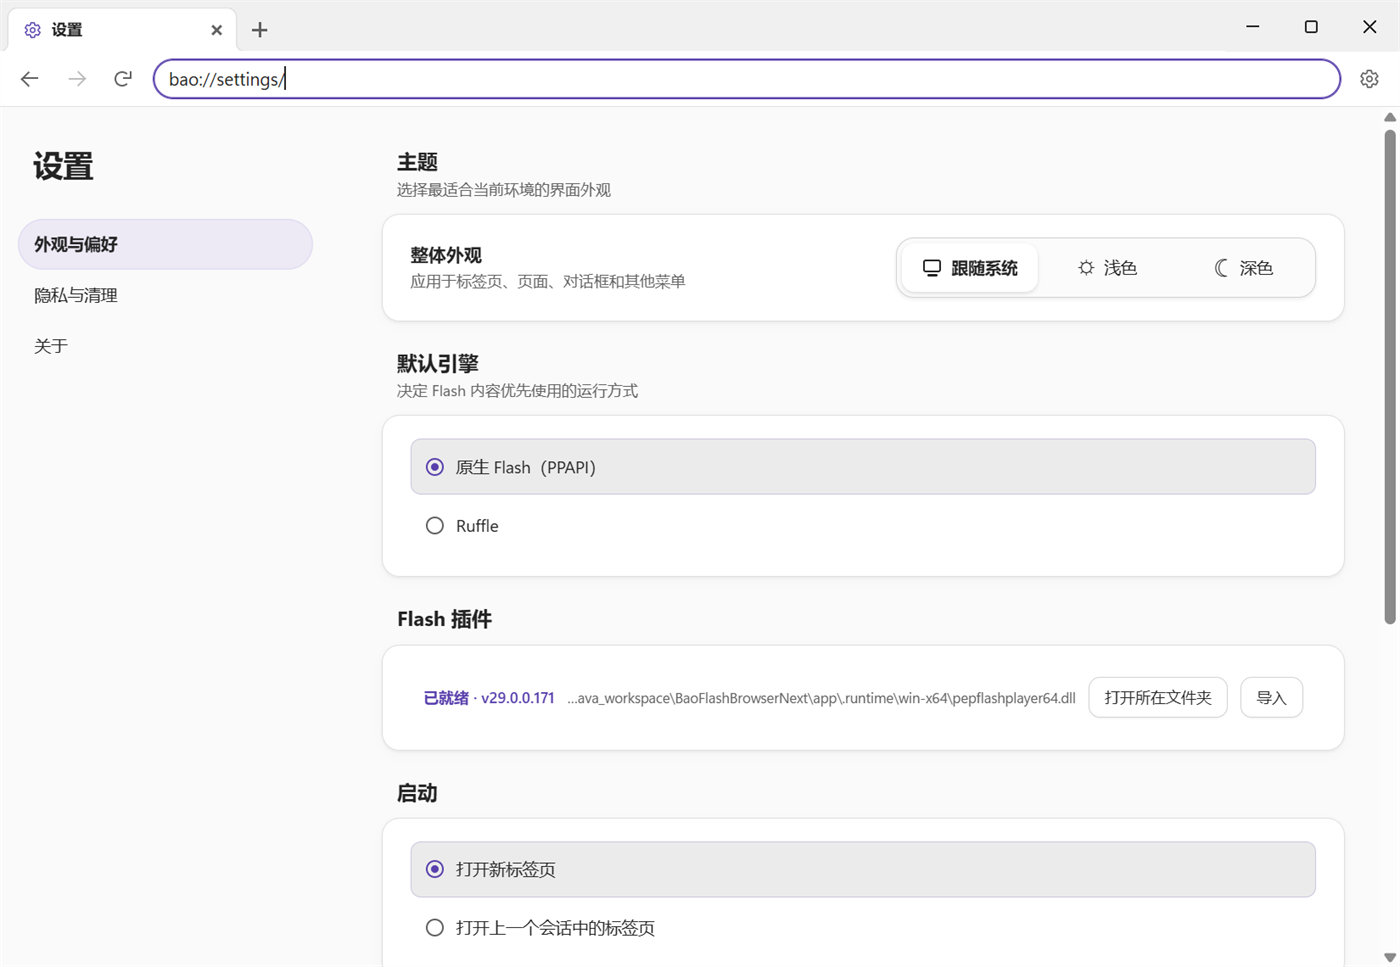 设置
bao://settings/
设置
外观与偏好
隐私与清理
关于
主题
选择最适合当前环境的界面外观
整体外观
应用于标签页、页面、对话框和其他菜单
跟随系统
浅色
深色
默认引擎
决定 Flash 内容优先使用的运行方式
原生 Flash（PPAPI）
Ruffle
Flash 插件
已就绪 · v29.0.0.171 ...ava_workspace\BaoFlashBrowserNext\app\.runtime\win-x64\pepflashplayer64.dll 打开所在文件夹 导入
启动
打开新标签页
打开上一个会话中的标签页